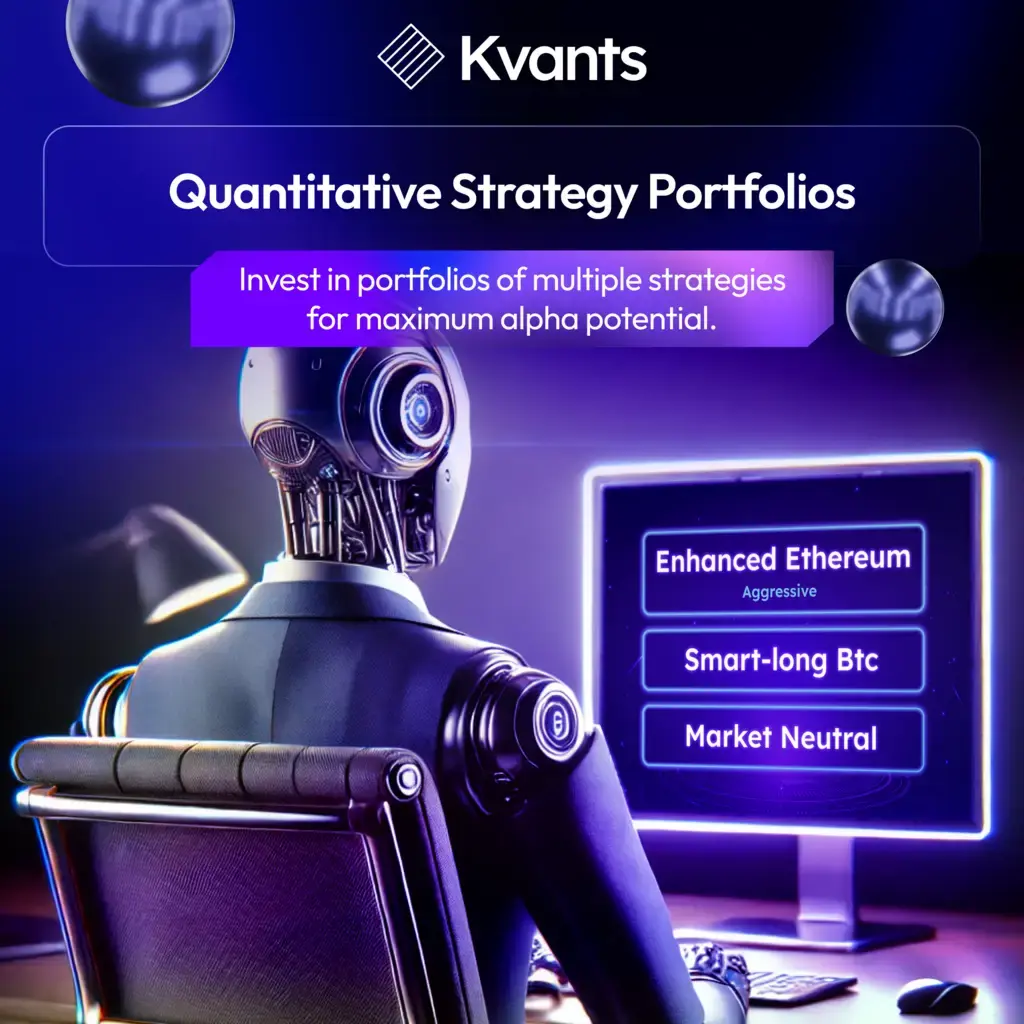 Kvants
Quantitative Strategy Portfolios
Invest in portfolios of multiple strategies
for maximum alpha potential.
Enhanced Ethereum
Aggressive
Smart-long Btc
Market Neutral